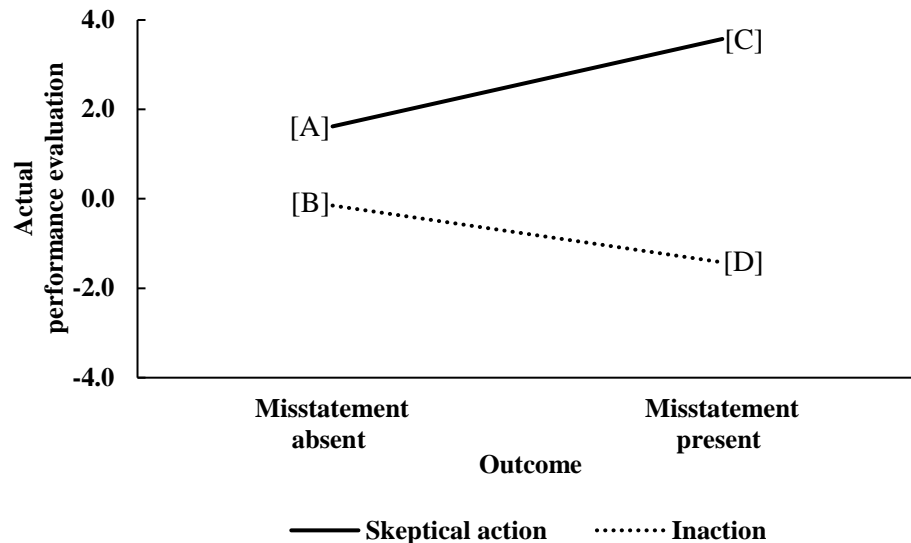 4.0
2.0
0.0
-2.0
-4.0
Actual
performance evaluation
[A]
[B]
[C]
[D]
Misstatement
absent
Misstatement
present
Outcome
Skeptical action
Inaction